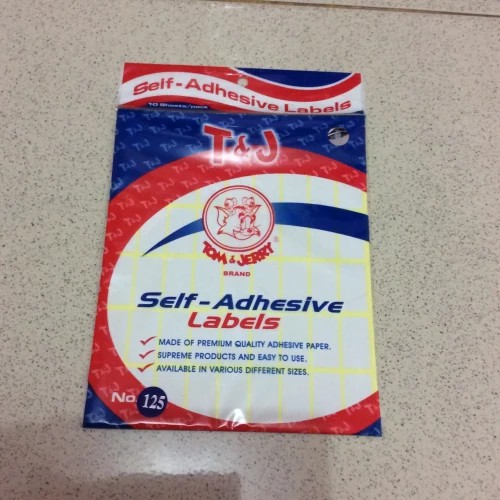 Self-Adhesive Labels
10 Sheets/pack
T&J
TOM & JERRY
®
BRAND
Self-Adhesive
Labels
✓ MADE OF PREMIUM QUALITY ADHESIVE PAPER.
✓ SUPREME PRODUCTS AND EASY TO USE.
✓ AVAILABLE IN VARIOUS DIFFERENT SIZES.
No. 125